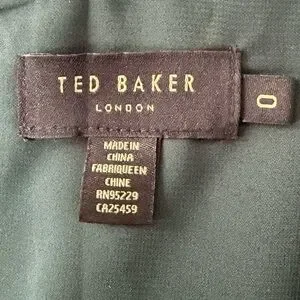 TED BAKER
LONDON
0
MADE IN
CHINA
FABRIQUEEN
CHINE
RN95229
CA25459